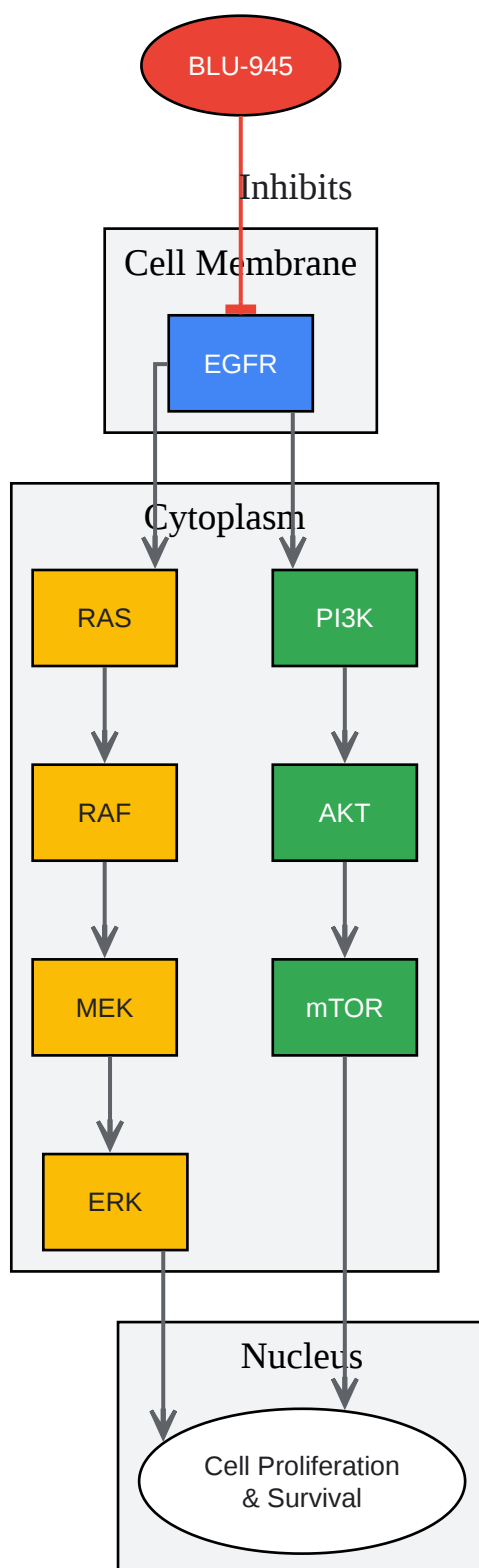 BLU-945
Inhibits
Cell Membrane
EGFR
Cytoplasm
RAS
PI3K
RAF
AKT
MEK
mTOR
ERK
Nucleus
Cell Proliferation
& Survival